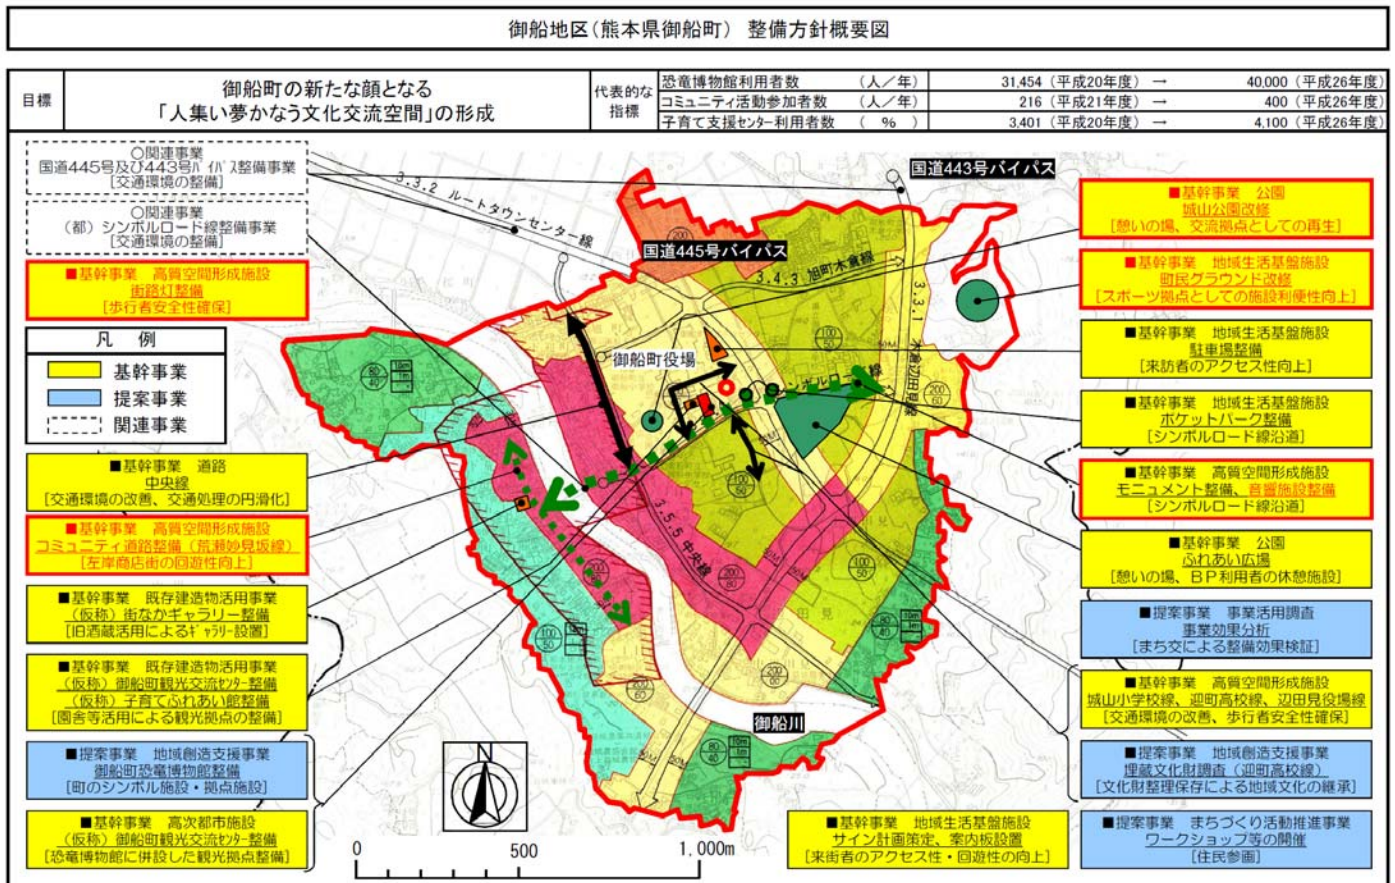 御船地区(熊本県御船町) 整備方針概要図
目標
御船町の新たな顔となる
「人集い夢かなう文化交流空間」の形成
代表的な
指標
恐竜博物館利用者数 (人/年) 31,454 (平成20年度) → 40,000 (平成26年度)
コミュニティ活動参加者数 (人/年) 216 (平成21年度) → 400 (平成26年度)
子育て支援センター利用者数 ( % ) 3,401 (平成20年度) → 4,100 (平成26年度)
○関連事業
国道445号及び443号バイパス整備事業
[交通環境の整備]
○関連事業
(都)シンボルロード線整備事業
[交通環境の整備]
■基幹事業 高質空間形成施設
街路灯整備
[歩行者安全性確保]
凡 例
基幹事業
提案事業
関連事業
■基幹事業 道路
中央線
[交通環境の改善、交通処理の円滑化]
■基幹事業 高質空間形成施設
コミュニティ道路整備(荒瀬妙見坂線)
[左岸商店街の回遊性向上]
■基幹事業 既存建造物活用事業
(仮称)街なかギャラリー整備
[旧酒蔵活用によるギャラリー設置]
■基幹事業 既存建造物活用事業
(仮称)御船町観光交流センター整備
(仮称)子育てふれあい館整備
[園舎等活用による観光拠点の整備]
■提案事業 地域創造支援事業
御船町恐竜博物館整備
[町のシンボル施設・拠点施設]
■基幹事業 高次都市施設
(仮称)御船町観光交流センター整備
[恐竜博物館に併設した観光拠点整備]
国道443号バイパス
3.3.2 ルートタウンセンター線
国道445号バイパス
3.4.3 旭町木倉線
3.3.1 木倉辺田見線
御船町役場
シンボルロード線
3.5.5 中央線
御船川
N
0 500 1,000m
■基幹事業 公園
城山公園改修
[憩いの場、交流拠点としての再生]
■基幹事業 地域生活基盤施設
町民グラウンド改修
[スポーツ拠点としての施設利便性向上]
■基幹事業 地域生活基盤施設
駐車場整備
[来訪者のアクセス性向上]
■基幹事業 地域生活基盤施設
ポケットパーク整備
[シンボルロード線沿道]
■基幹事業 高質空間形成施設
モニュメント整備、音響施設整備
[シンボルロード線沿道]
■基幹事業 公園
ふれあい広場
[憩いの場、BP利用者の休憩施設]
■提案事業 事業活用調査
事業効果分析
[まち交による整備効果検証]
■基幹事業 高質空間形成施設
城山小学校線、迎町高校線、辺田見役場線
[交通環境の改善、歩行者安全性確保]
■提案事業 地域創造支援事業
埋蔵文化財調査(迎町高校線)
[文化財整理保存による地域文化の継承]
■基幹事業 地域生活基盤施設
サイン計画策定、案内板設置
[来街者のアクセス性・回遊性の向上]
■提案事業 まちづくり活動推進事業
ワークショップ等の開催
[住民参画]